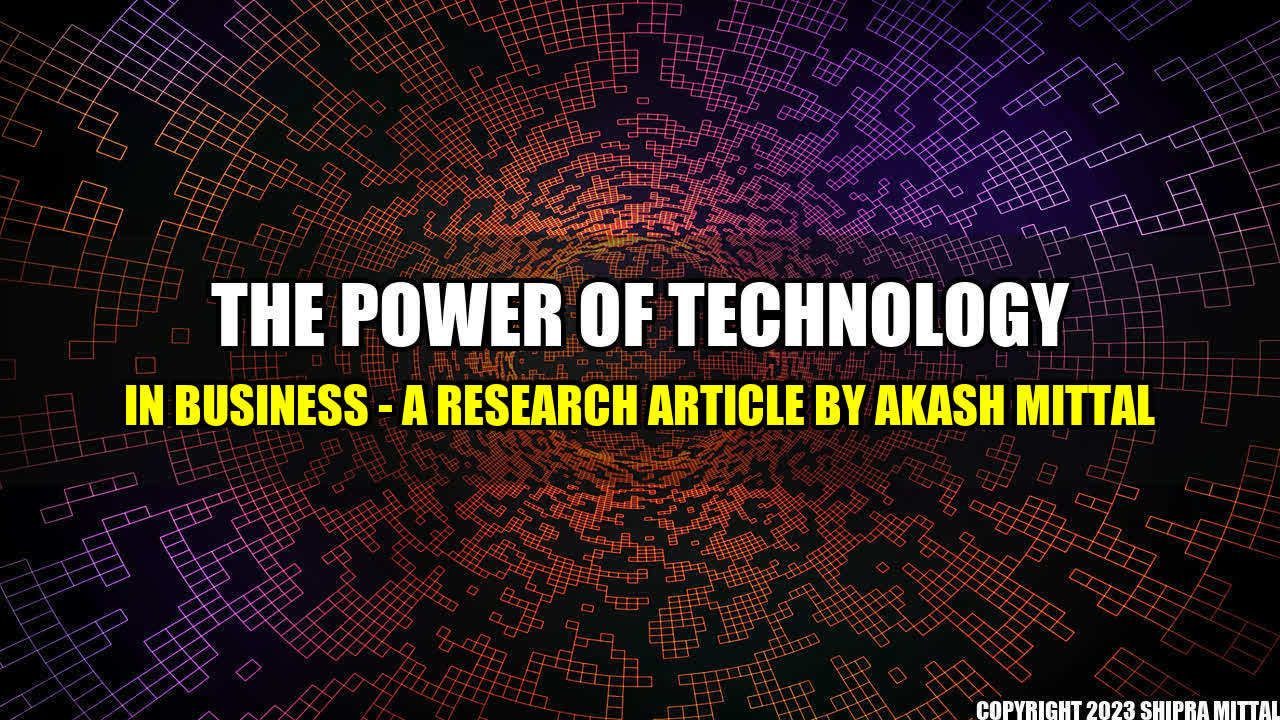 THE POWER OF TECHNOLOGY
IN BUSINESS - A RESEARCH ARTICLE BY AKASH MITTAL
COPYRIGHT 2023 SHIPRA MITTAL